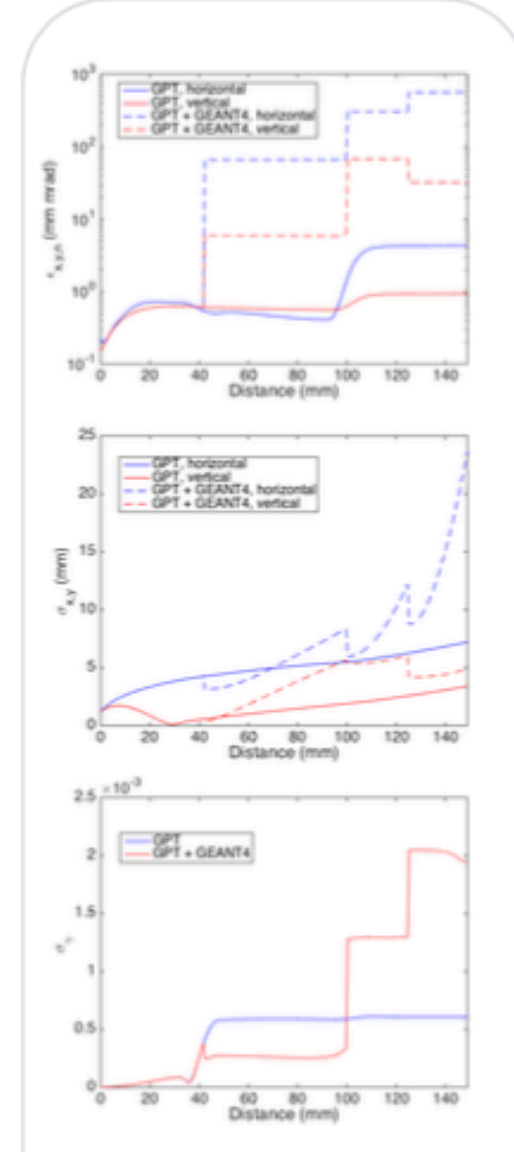 10³
10²
10¹
10⁰
10⁻¹
GPT, horizontal
GPT, vertical
GPT + GEANT4, horizontal
GPT + GEANT4, vertical
εx,y,n (mm mrad)
0 20 40 60 80 100 120 140
Distance (mm)
25
20
15
10
5
0
GPT, horizontal
GPT, vertical
GPT + GEANT4, horizontal
GPT + GEANT4, vertical
σx,y (mm)
0 20 40 60 80 100 120 140
Distance (mm)
×10⁻³
2.5
2
1.5
1
0.5
0
GPT
GPT + GEANT4
σγ
0 20 40 60 80 100 120 140
Distance (mm)